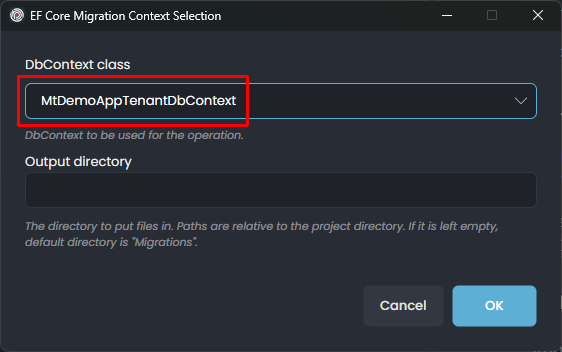 EF Core Migration Context Selection
DbContext class
MtDemoAppTenantDbContext
DbContext to be used for the operation.
Output directory
The directory to put files in. Paths are relative to the project directory. If it is left empty,
default directory is "Migrations".
Cancel
OK